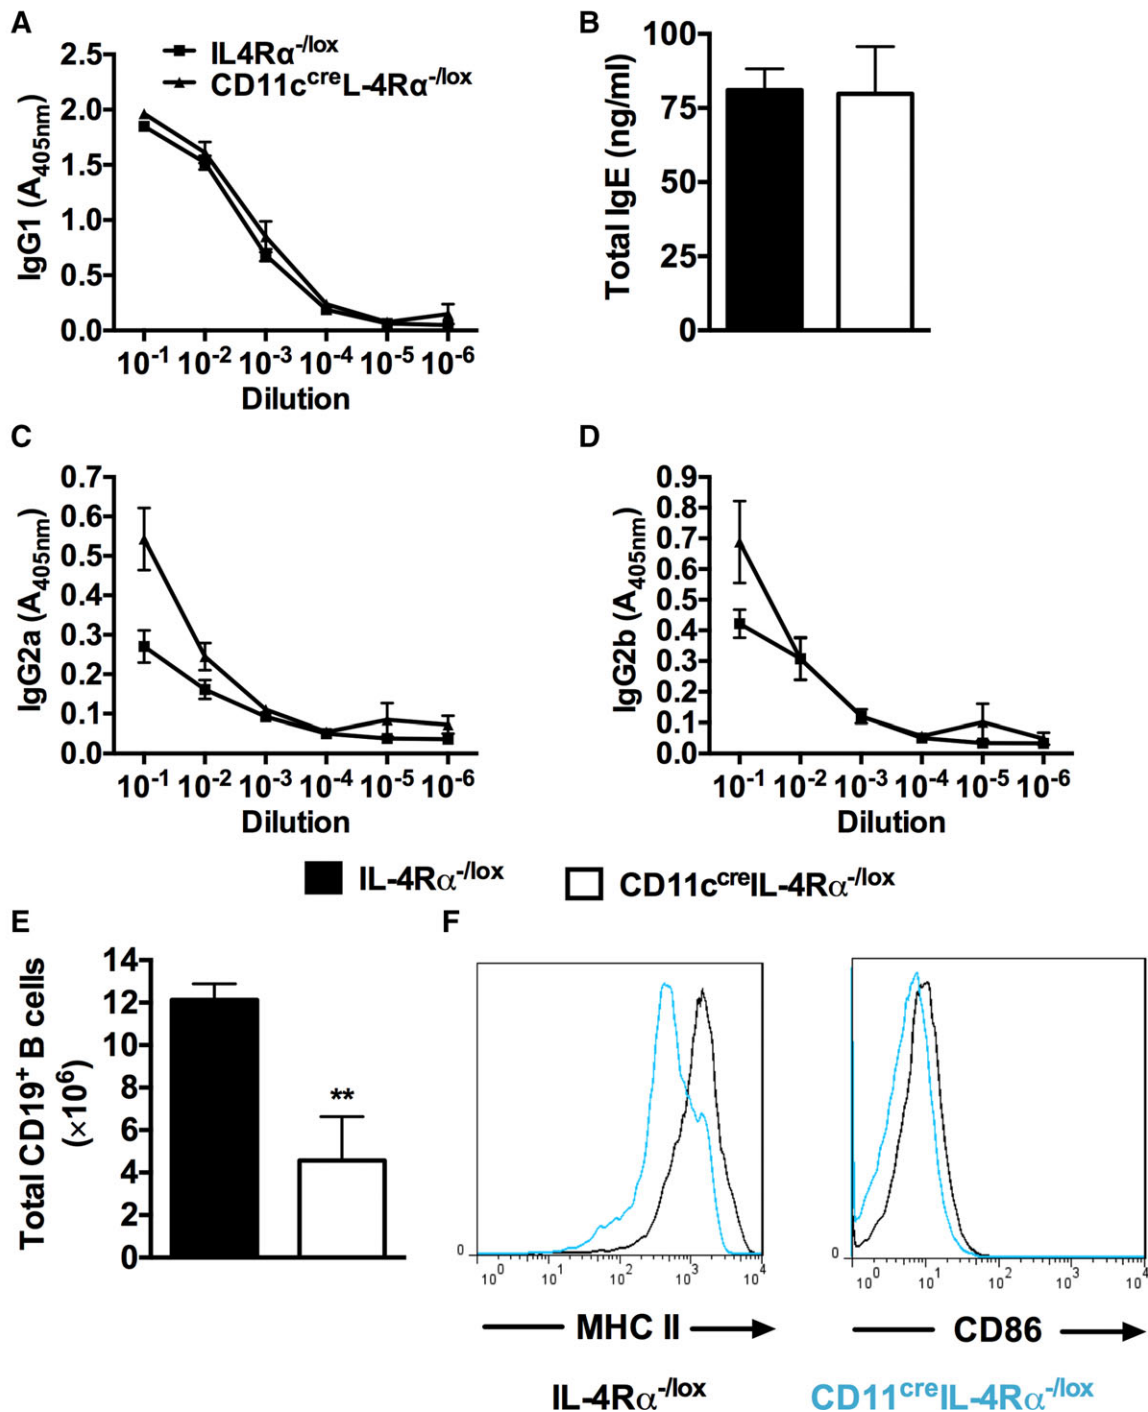 A
IL4Rα-/lox
CD11ccreL-4Rα-/lox
IgG1 (A405nm)
2.5
2.0
1.5
1.0
0.5
0.0
10-1 10-2 10-3 10-4 10-5 10-6
Dilution
B
Total IgE (ng/ml)
100
75
50
25
0
C
IgG2a (A405nm)
0.7
0.6
0.5
0.4
0.3
0.2
0.1
0.0
10-1 10-2 10-3 10-4 10-5 10-6
Dilution
D
IgG2b (A405nm)
0.9
0.8
0.7
0.6
0.5
0.4
0.3
0.2
0.1
0.0
10-1 10-2 10-3 10-4 10-5 10-6
Dilution
IL-4Rα-/lox
CD11ccreIL-4Rα-/lox
E
Total CD19+ B cells
(×106)
14
12
10
8
6
4
2
0
**
F
0
100 101 102 103 104
MHC II
0
100 101 102 103 104
CD86
IL-4Rα-/lox
CD11creIL-4Rα-/lox